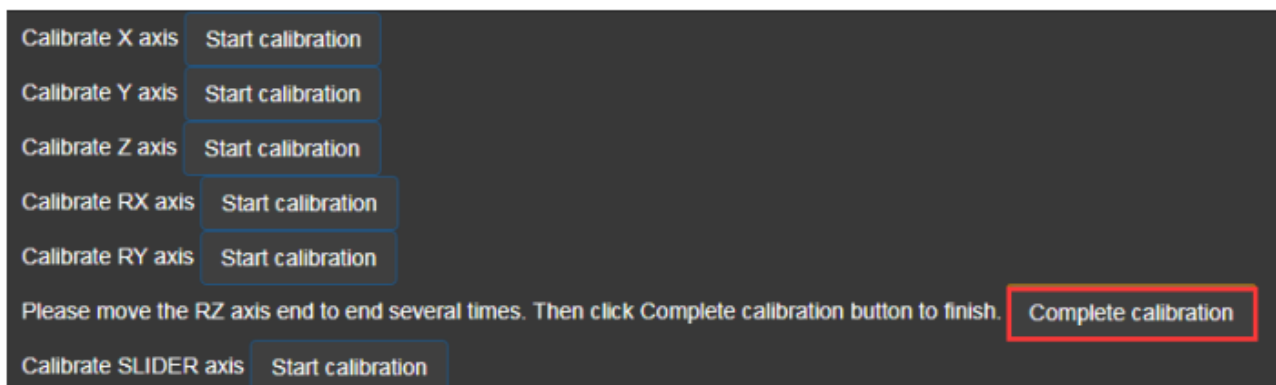 Calibrate X axis Start calibration
Calibrate Y axis Start calibration
Calibrate Z axis Start calibration
Calibrate RX axis Start calibration
Calibrate RY axis Start calibration
Please move the RZ axis end to end several times. Then click Complete calibration button to finish. Complete calibration
Calibrate SLIDER axis Start calibration